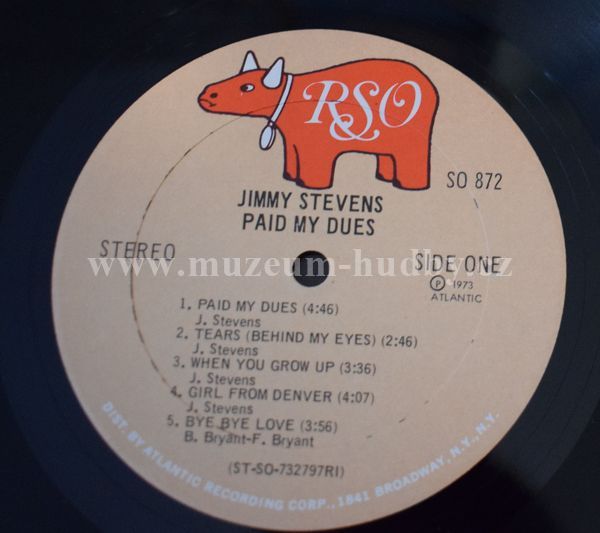 RSO
SO 872
JIMMY STEVENS
PAID MY DUES
STEREO
SIDE ONE
Ⓟ 1973
ATLANTIC
www.muzeum-hudby.cz
1. PAID MY DUES (4:46)
J. Stevens
2. TEARS (BEHIND MY EYES) (2:46)
J. Stevens
3. WHEN YOU GROW UP (3:36)
J. Stevens
4. GIRL FROM DENVER (4:07)
J. Stevens
5. BYE BYE LOVE (3:56)
B. Bryant-F. Bryant
(ST-SO-732797RI)
DIST. BY ATLANTIC RECORDING CORP., 1841 BROADWAY, N.Y., N.Y.